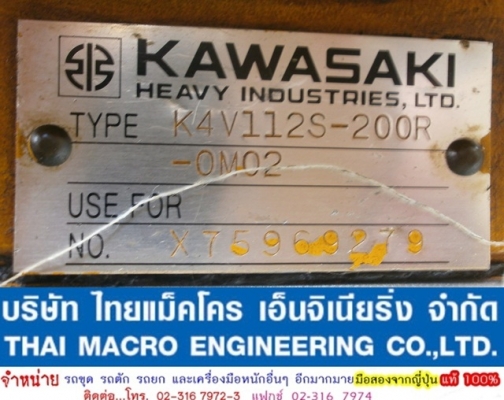 KAWASAKI
HEAVY INDUSTRIES, LTD.
TYPE K4V112S-200R
-0M02
USE FOR
NO. X75969279
บริษัท ไทยแม็คโคร เอ็นจิเนียริ่ง จำกัด
THAI MACRO ENGINEERING CO.,LTD.
จำหน่าย รถขุด รถตัก รถยก และเครื่องมือหนักอื่นๆ อีกมากมายมือสองจากญี่ปุ่น แท้ 100%
ติดต่อ...โทร. 02-316 7972-3 แฟกส์ 02-316 7974